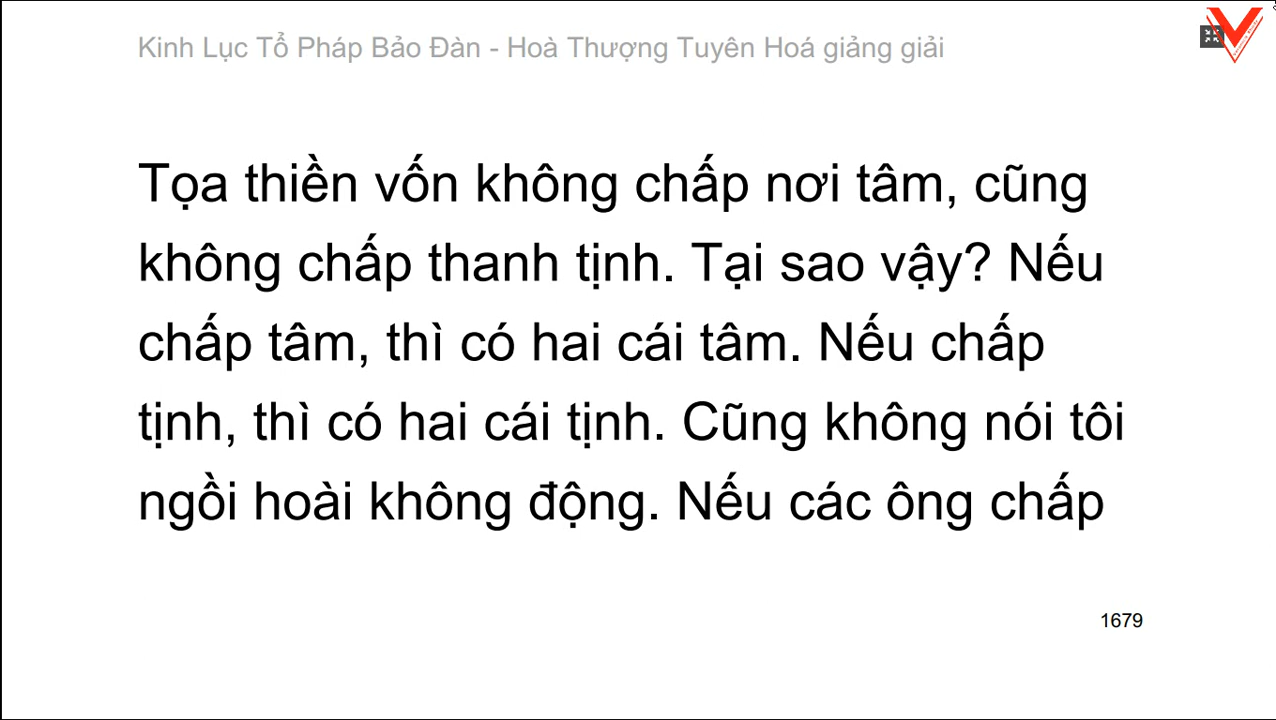 Kinh Lục Tổ Pháp Bảo Đàn - Hoà Thượng Tuyên Hoá giảng giải
Tọa thiền vốn không chấp nơi tâm, cũng
không chấp thanh tịnh. Tại sao vậy? Nếu
chấp tâm, thì có hai cái tâm. Nếu chấp
tịnh, thì có hai cái tịnh. Cũng không nói tôi
ngồi hoài không động. Nếu các ông chấp
1679